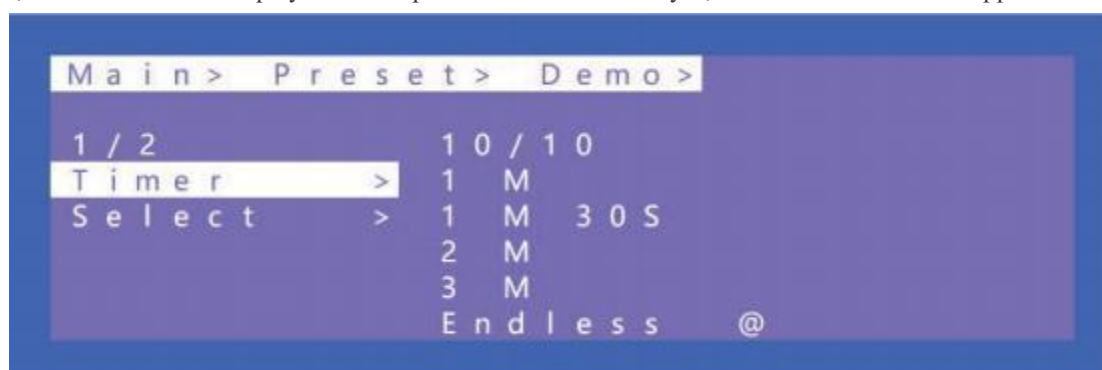 Main> Preset> Demo>
1/2 10/10
Timer > 1 M
Select > 1 M 30S
2 M
3 M
Endless @